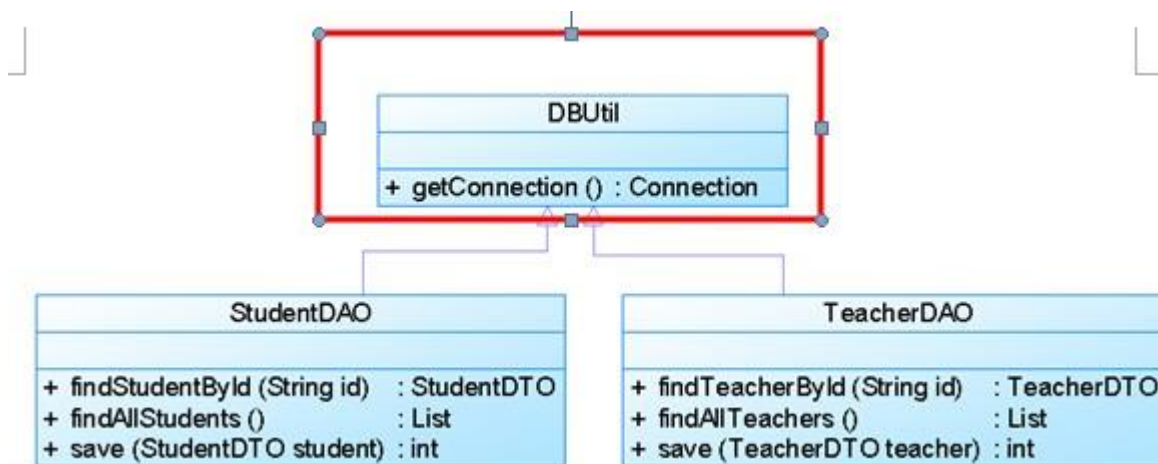 DBUtil
+ getConnection () : Connection
StudentDAO
+ findStudentById (String id) : StudentDTO
+ findAllStudents () : List
+ save (StudentDTO student) : int
TeacherDAO
+ findTeacherById (String id) : TeacherDTO
+ findAllTeachers () : List
+ save (TeacherDTO teacher) : int